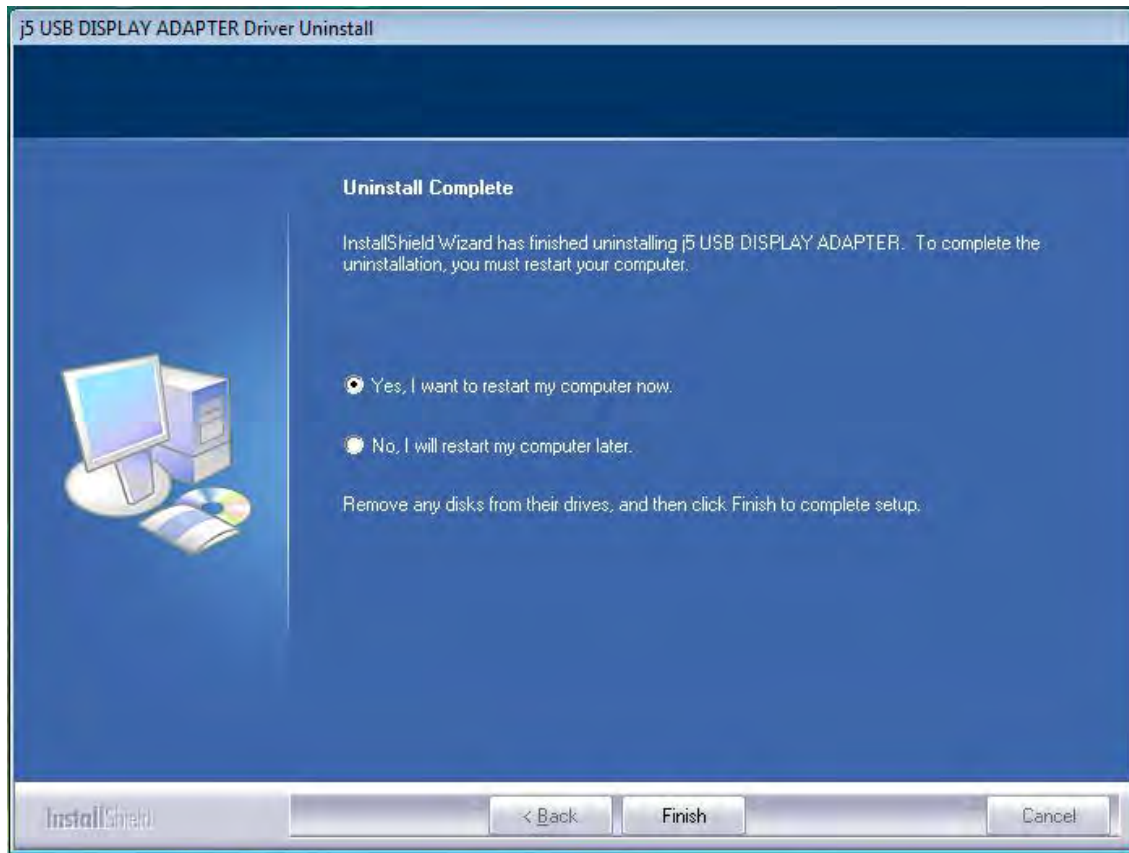 j5 USB DISPLAY ADAPTER Driver Uninstall
Uninstall Complete
InstallShield Wizard has finished uninstalling j5 USB DISPLAY ADAPTER.  To complete the
uninstallation, you must restart your computer.
Yes, I want to restart my computer now.
No, I will restart my computer later.
Remove any disks from their drives, and then click Finish to complete setup.
InstallShield
< Back
Finish
Cancel